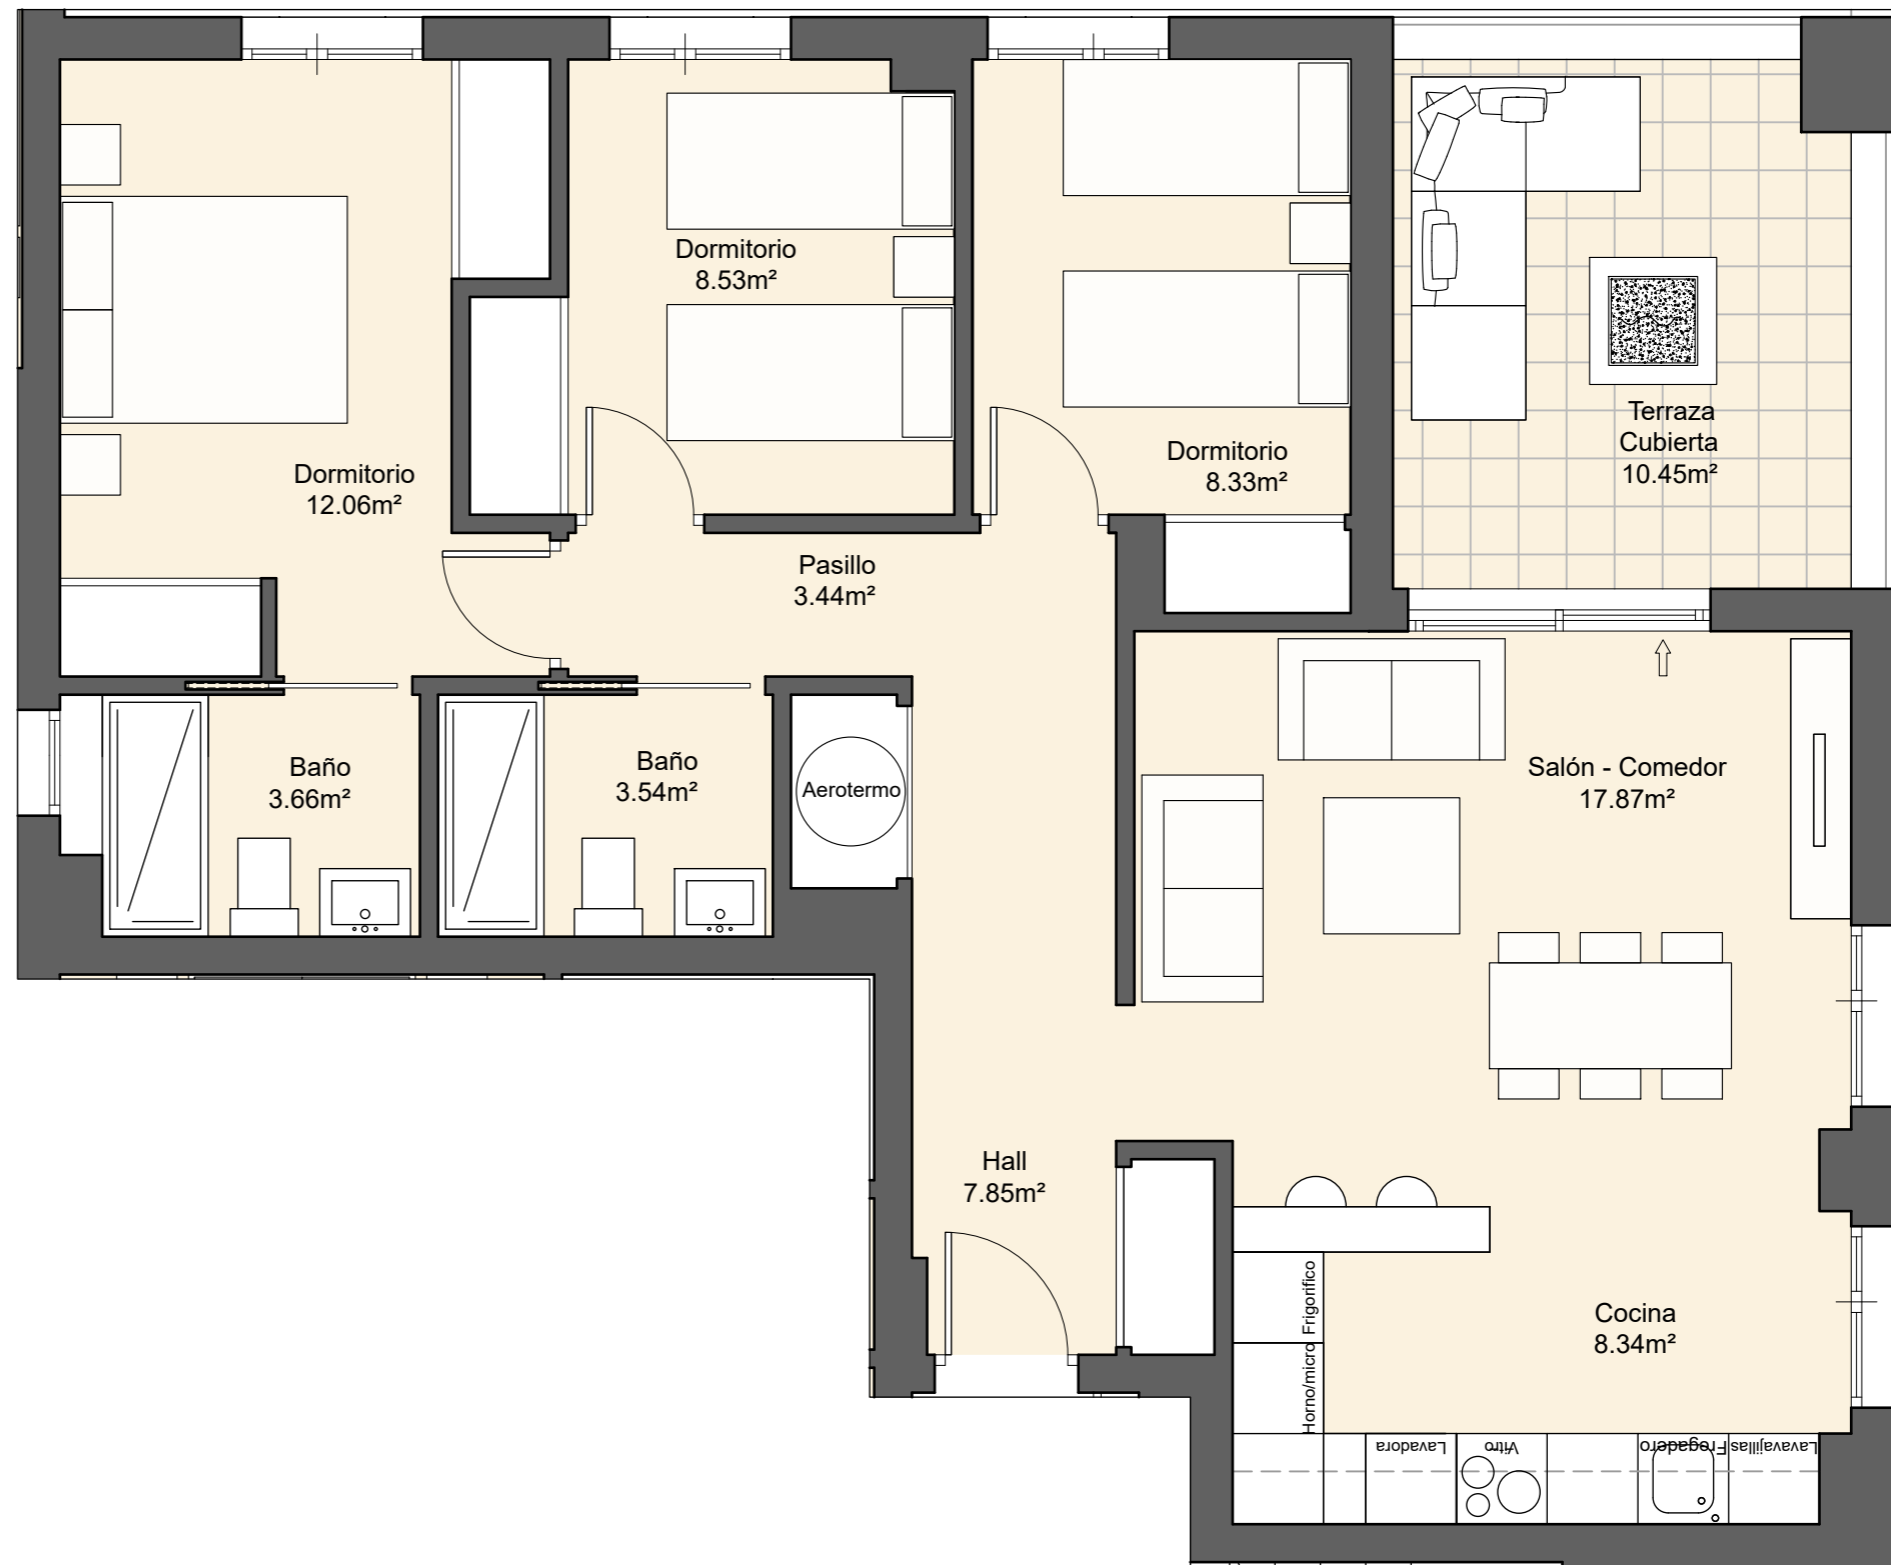 Dormitorio
8.53m²
Dormitorio
12.06m²
Dormitorio
8.33m²
Terraza
Cubierta
10.45m²
Pasillo
3.44m²
Baño
3.66m²
Baño
3.54m²
Aerotermo
Salón - Comedor
17.87m²
Hall
7.85m²
Cocina
8.34m²
Frigorifico
Horno/micro
Lavadora
Vitro
Fregadero
Lavavajillas